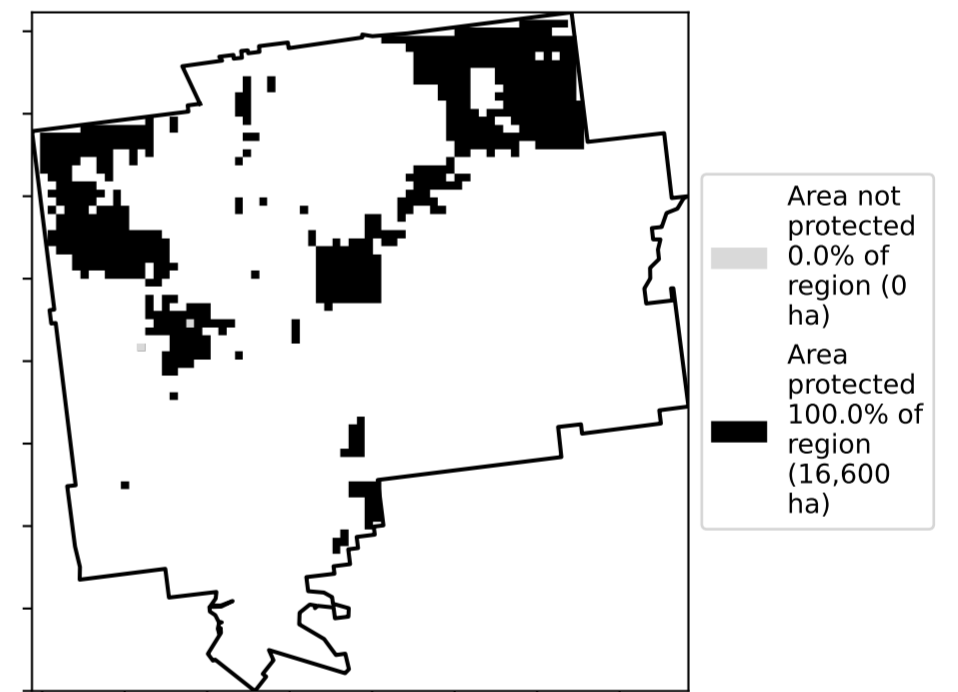 Area not
protected
0.0% of
region (0
ha)
Area
protected
100.0% of
region
(16,600
ha)